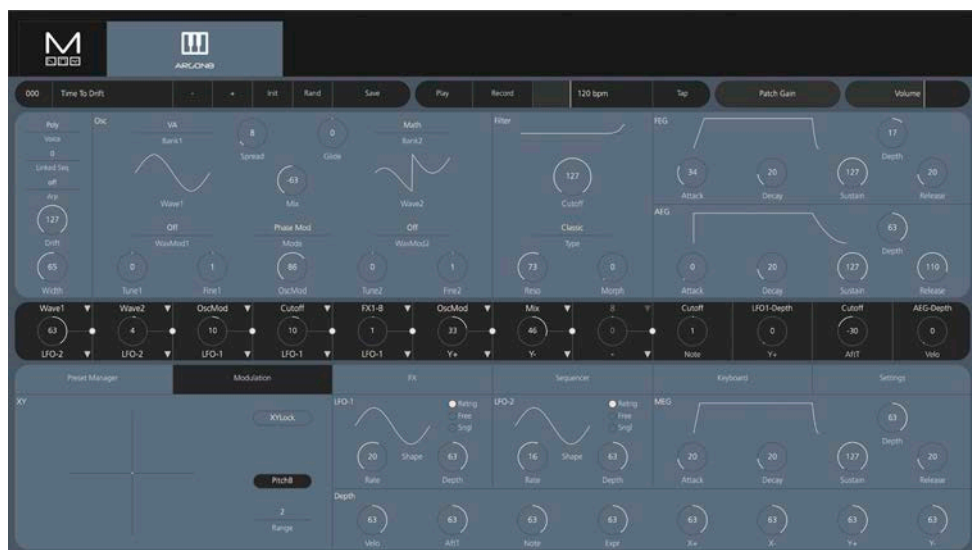 M
ARGON8
000 Time To Drift - + Init Rand Save Play Record 120 bpm Tap Patch Gain Volume
Poly
Voice
0
Linked Seq
off
Arp
127
Drift
65
Width
Osc
VA
Bank1
8
Spread
0
Glide
Math
Bank2
-63
Mix
Wave1
Wave2
Off
WavMod1
Phase Mod
Mode
Off
WavMod2
0
Tune1
1
Fine1
86
OscMod
0
Tune2
1
Fine2
Filter
127
Cutoff
Classic
Type
73
Reso
0
Morph
FEG
17
Depth
34
Attack
20
Decay
127
Sustain
20
Release
AEG
63
Depth
0
Attack
20
Decay
127
Sustain
110
Release
Wave1 ▼ Wave2 ▼ OscMod ▼ Cutoff ▼ FX1-B ▼ OscMod ▼ Mix ▼ 8 ▼ Cutoff LFO1-Depth Cutoff AEG-Depth
63 4 10 10 1 33 46 0 1 0 -30 0
LFO-2 ▼ LFO-2 ▼ LFO-1 ▼ LFO-1 ▼ LFO-1 ▼ Y+ ▼ Y- ▼ - ▼ Note Y+ AftT Velo
Preset Manager Modulation FX Sequencer Keyboard Settings
XY
XYLock
PitchB
2
Range
LFO-1
Retrig
Free
Sngl
20 Shape 63
Rate Depth
LFO-2
Retrig
Free
Sngl
16 Shape 63
Rate Depth
MEG
63
Depth
20 20 127 20
Attack Decay Sustain Release
Depth
63 63 63 63 63 63 63 63
Velo AftT Note Expr X+ X- Y+ Y-